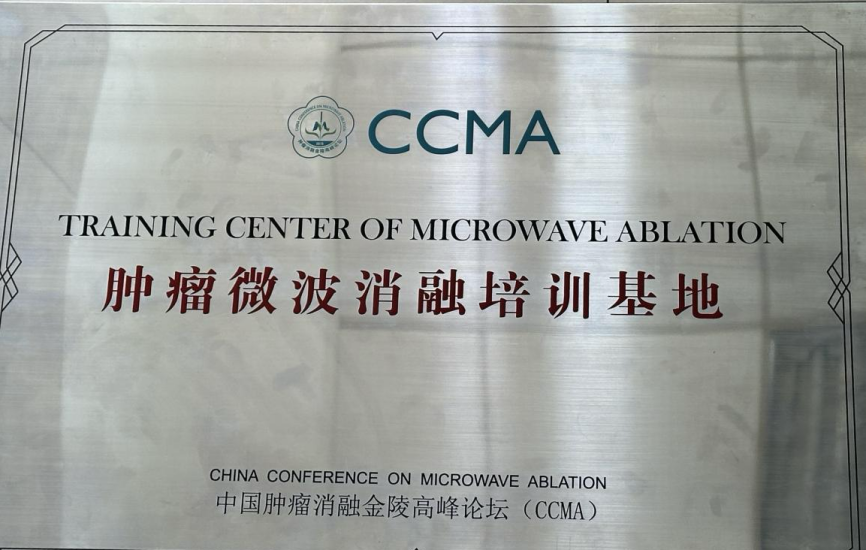 CCMA
TRAINING CENTER OF MICROWAVE ABLATION
肿瘤微波消融培训基地
CHINA CONFERENCE ON MICROWAVE ABLATION
中国肿瘤消融金陵高峰论坛（CCMA）